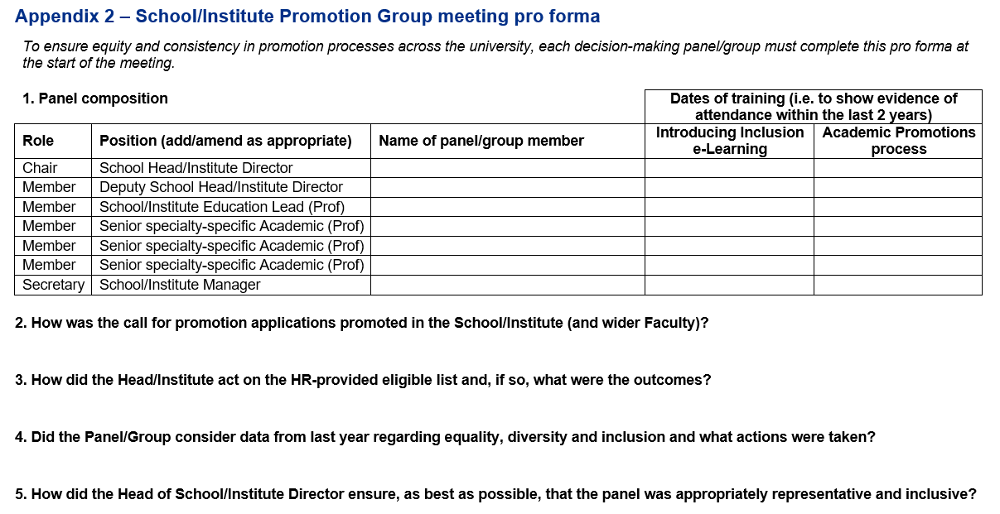 Appendix 2 – School/Institute Promotion Group meeting pro forma
To ensure equity and consistency in promotion processes across the university, each decision-making panel/group must complete this pro forma at
the start of the meeting.
1. Panel composition
Dates of training (i.e. to show evidence of
attendance within the last 2 years)
Role Position (add/amend as appropriate) Name of panel/group member Introducing Inclusion Academic Promotions
e-Learning process
Chair School Head/Institute Director
Member Deputy School Head/Institute Director
Member School/Institute Education Lead (Prof)
Member Senior specialty-specific Academic (Prof)
Member Senior specialty-specific Academic (Prof)
Member Senior specialty-specific Academic (Prof)
Secretary School/Institute Manager
2. How was the call for promotion applications promoted in the School/Institute (and wider Faculty)?
3. How did the Head/Institute act on the HR-provided eligible list and, if so, what were the outcomes?
4. Did the Panel/Group consider data from last year regarding equality, diversity and inclusion and what actions were taken?
5. How did the Head of School/Institute Director ensure, as best as possible, that the panel was appropriately representative and inclusive?